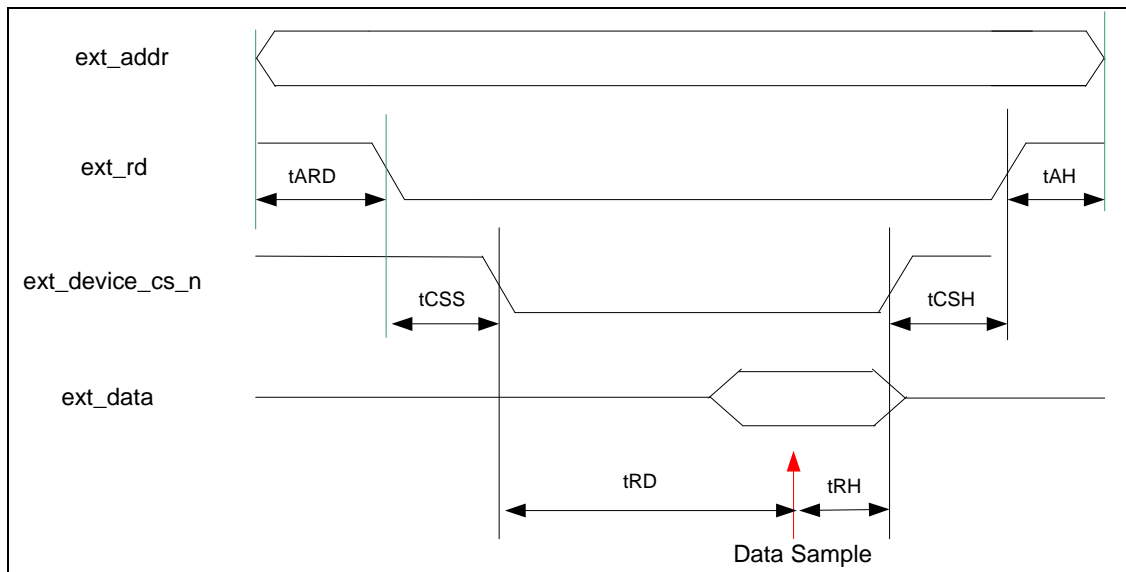 ext_addr
ext_rd
tARD
tAH
ext_device_cs_n
tCSS
tCSH
ext_data
tRD
tRH
Data Sample